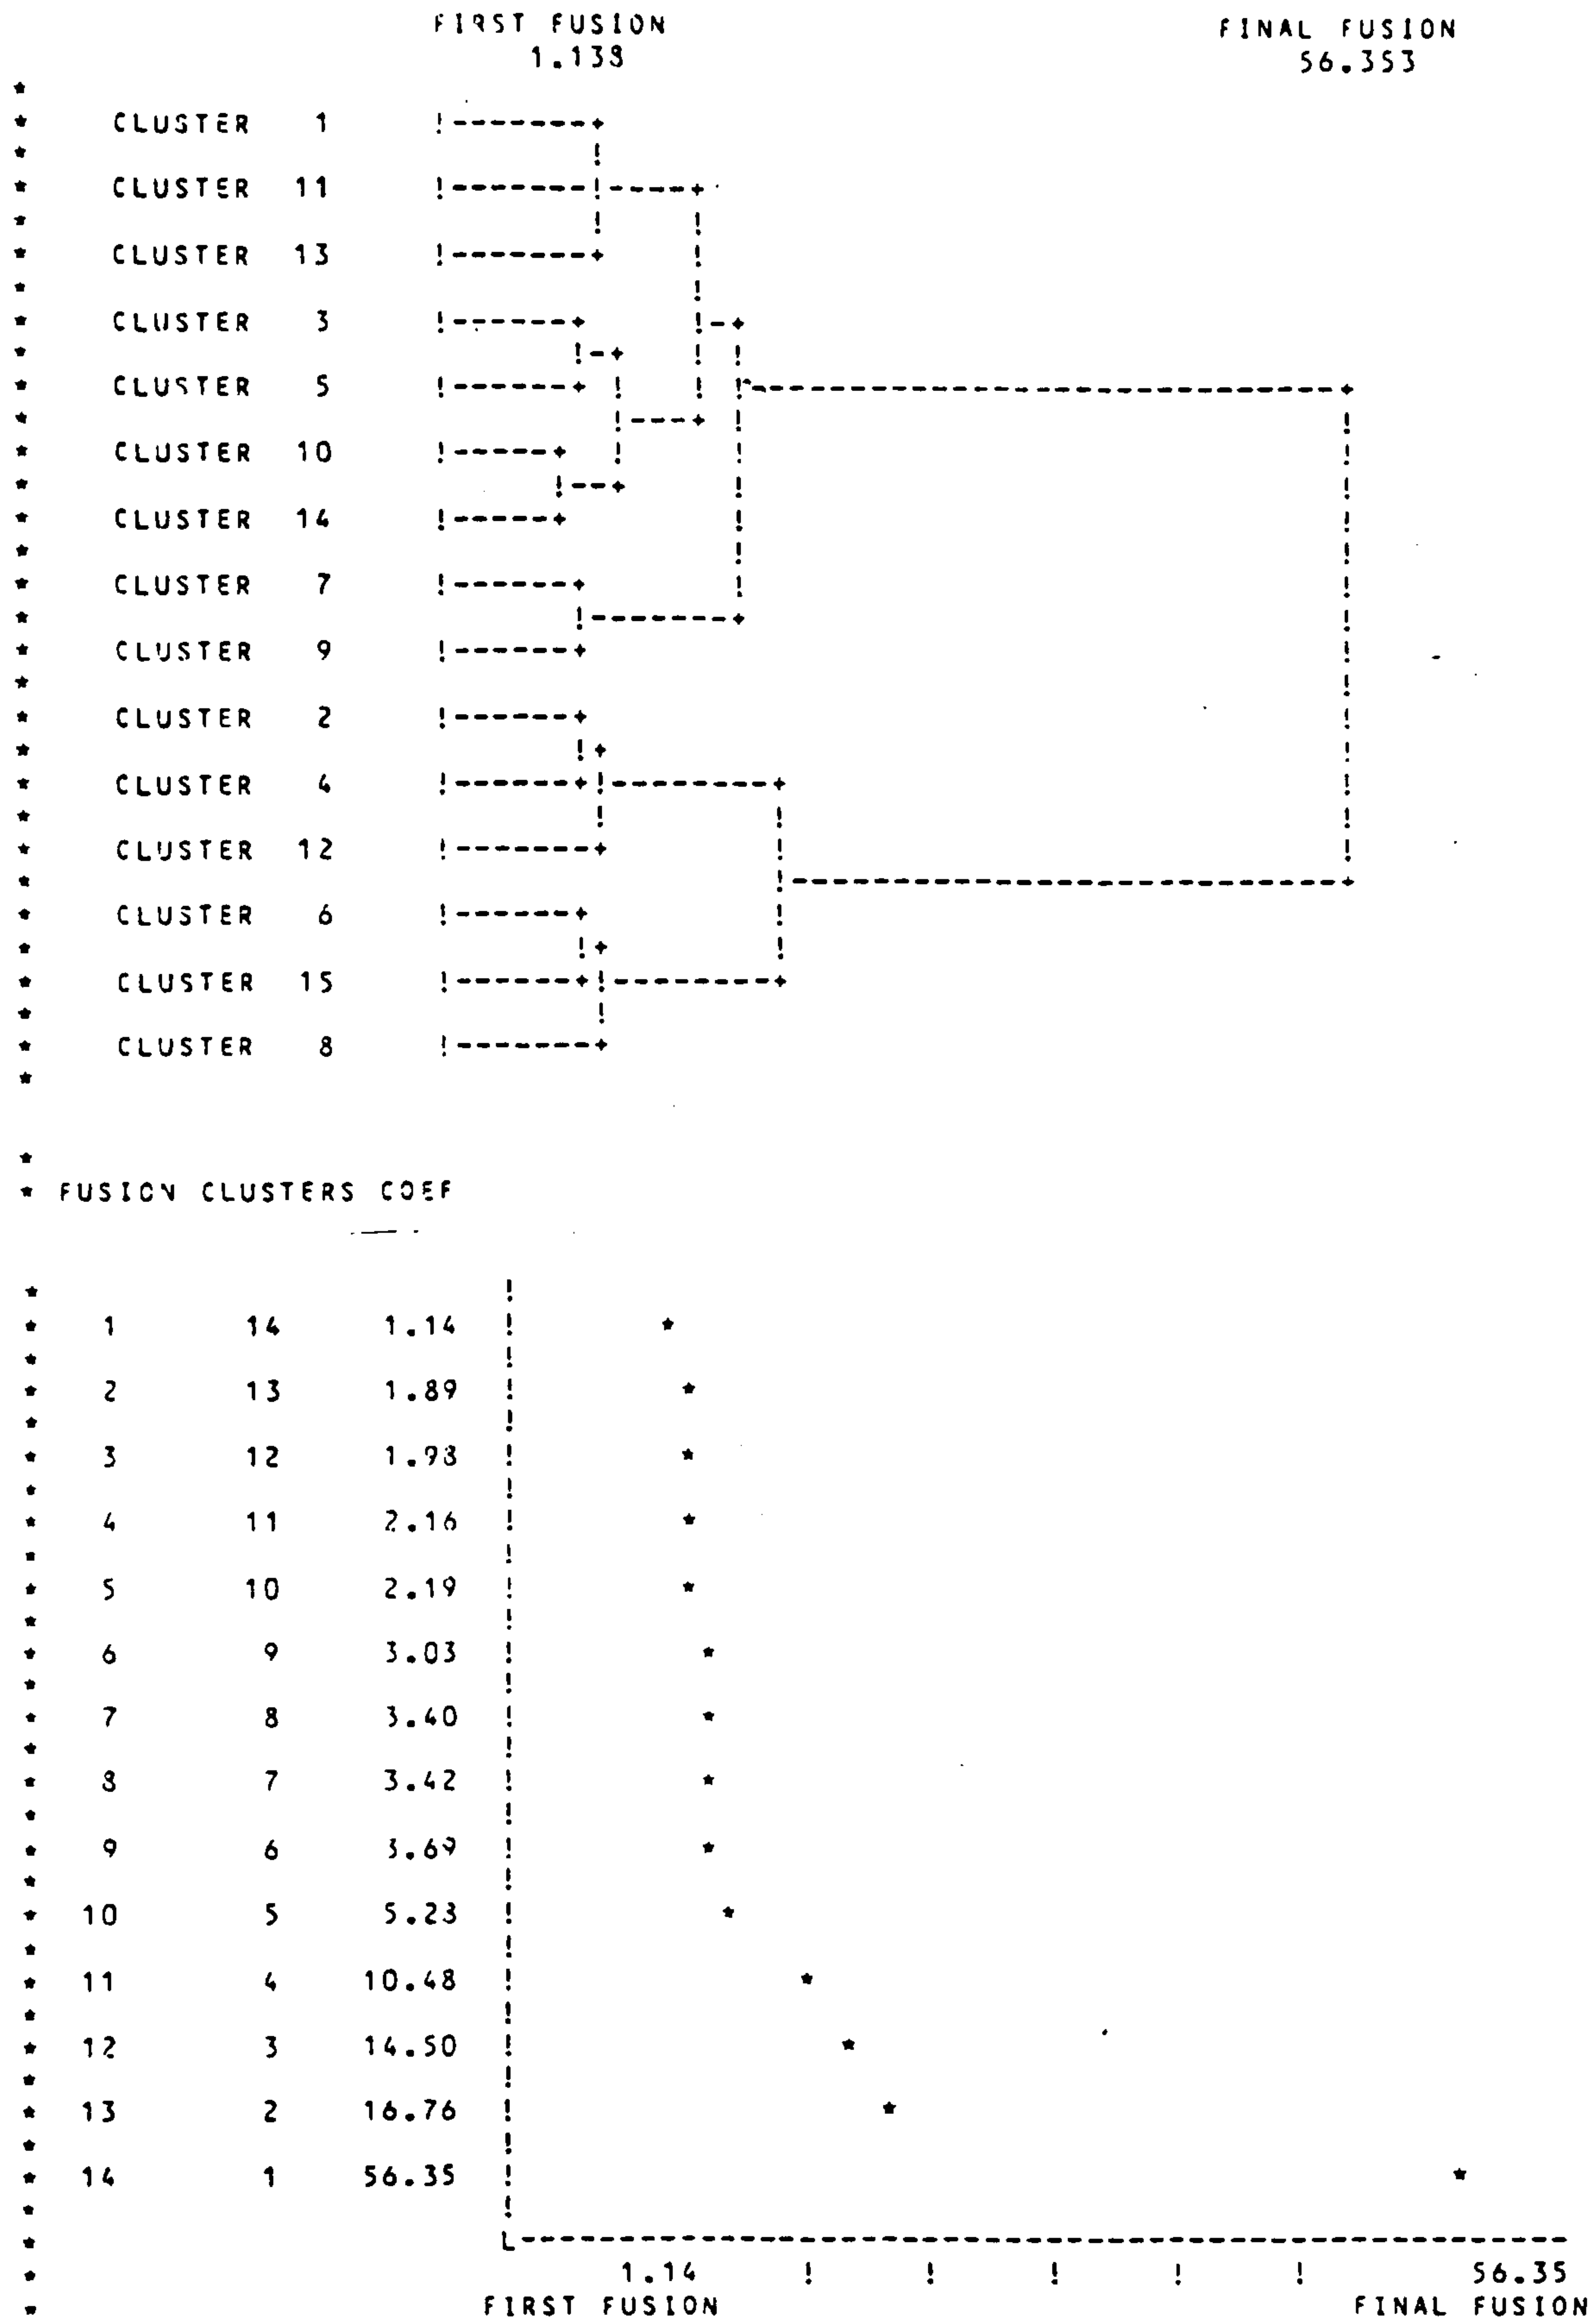 FIRST FUSION FINAL FUSION
1.138 56.353
CLUSTER 1
CLUSTER 11
CLUSTER 13
CLUSTER 3
CLUSTER 5
CLUSTER 10
CLUSTER 14
CLUSTER 7
CLUSTER 9
CLUSTER 2
CLUSTER 4
CLUSTER 12
CLUSTER 6
CLUSTER 15
CLUSTER 8
* FUSION CLUSTERS COEF
* 1 14 1.14
* 2 13 1.89
* 3 12 1.98
* 4 11 2.16
* 5 10 2.19
* 6 9 3.03
* 7 8 3.40
* 8 7 3.42
* 9 6 3.69
* 10 5 5.23
* 11 4 10.48
* 12 3 14.50
* 13 2 16.76
* 14 1 56.35
1.14 ! ! ! ! ! 56.35
FIRST FUSION FINAL FUSION